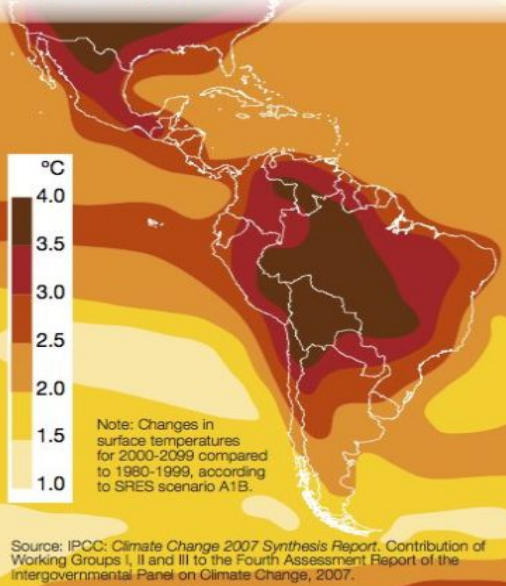 °C
4.0
3.5
3.0
2.5
2.0
1.5
1.0
Note: Changes in
surface temperatures
for 2000-2099 compared
to 1980-1999, according
to SRES scenario A1B.
Source: IPCC: Climate Change 2007 Synthesis Report. Contribution of
Working Groups I, II and III to the Fourth Assessment Report of the
Intergovernmental Panel on Climate Change, 2007.